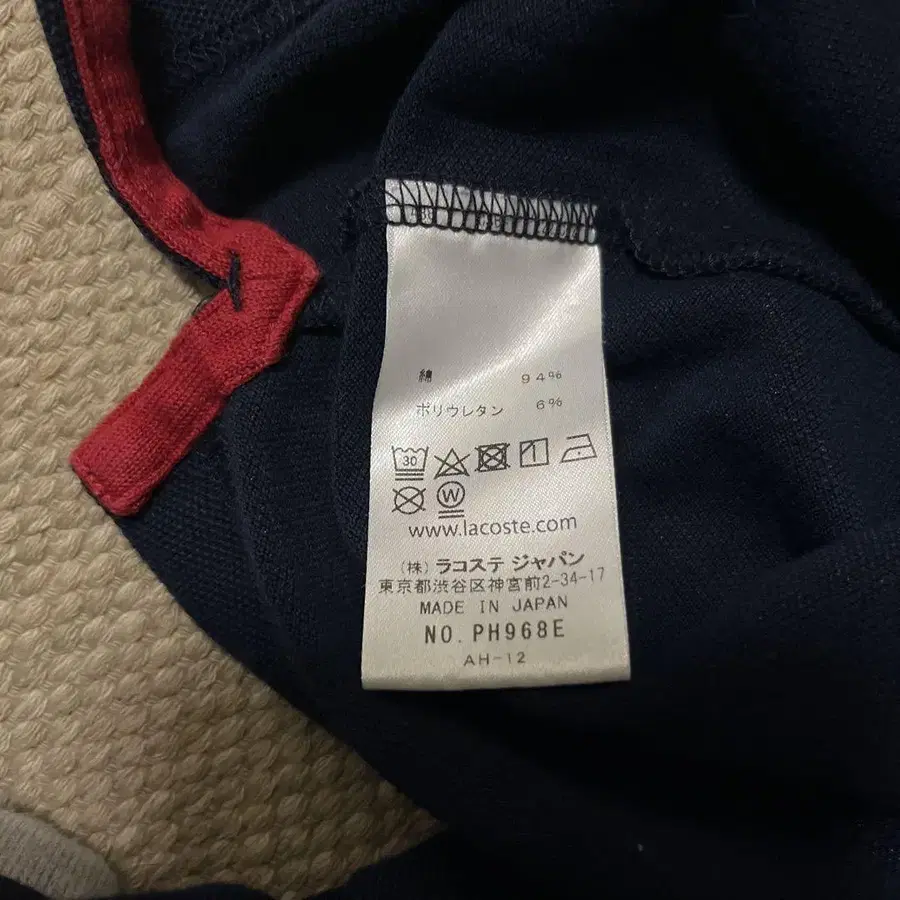 綿 94%
ポリウレタン 6%
30
W
www.lacoste.com
(株) ラコステ ジャパン
東京都渋谷区神宮前2-34-17
MADE IN JAPAN
NO. PH968E
AH-12